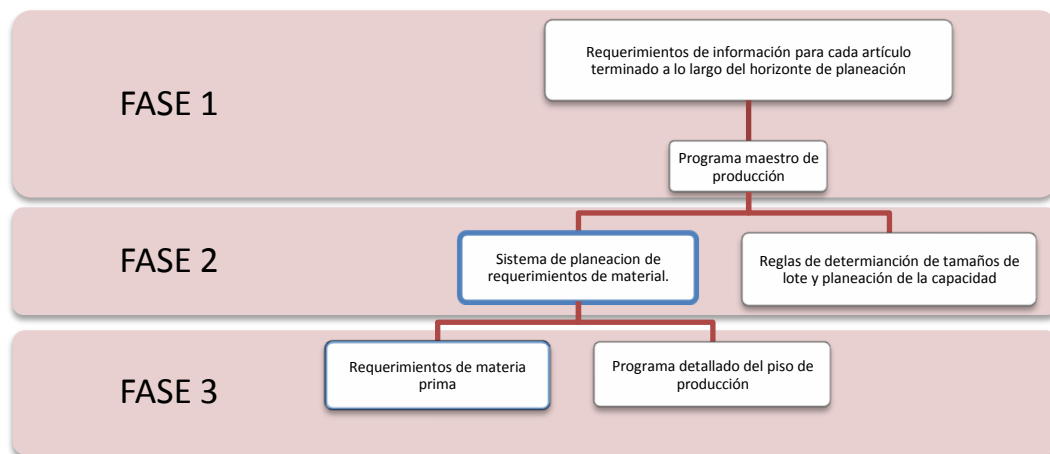 FASE 1
Requerimientos de información para cada artículo
terminado a lo largo del horizonte de planeación
Programa maestro de
producción
FASE 2
Sistema de planeacion de
requerimientos de material.
Reglas de determianción de tamaños de
lote y planeación de la capacidad
FASE 3
Requerimientos de materia
prima
Programa detallado del piso de
producción